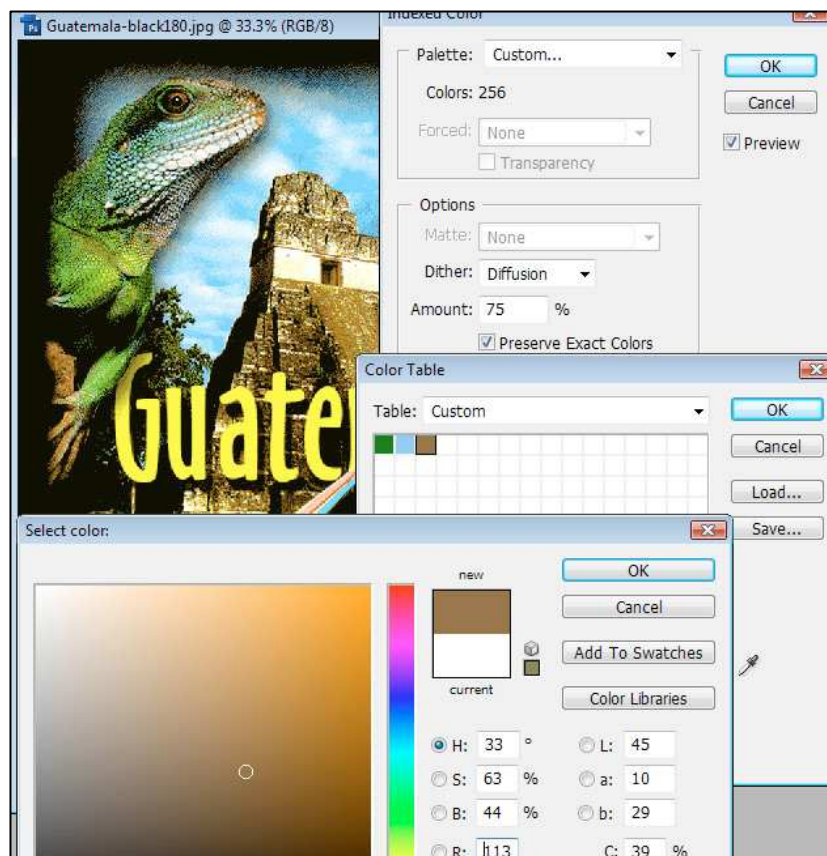 Guatemala-black180.jpg @ 33.3% (RGB/8)
Indexed Color
Palette: Custom...
OK
Colors: 256
Cancel
Forced: None
Preview
Transparency
Options
Matte: None
Dither: Diffusion
Amount: 75 %
Preserve Exact Colors
Guate
Color Table
Table: Custom
OK
Cancel
Load...
Save...
Select color:
new
OK
Cancel
Add To Swatches
current
Color Libraries
H: 33 °
L: 45
S: 63 %
a: 10
B: 44 %
b: 29
R: 113
C: 39 %